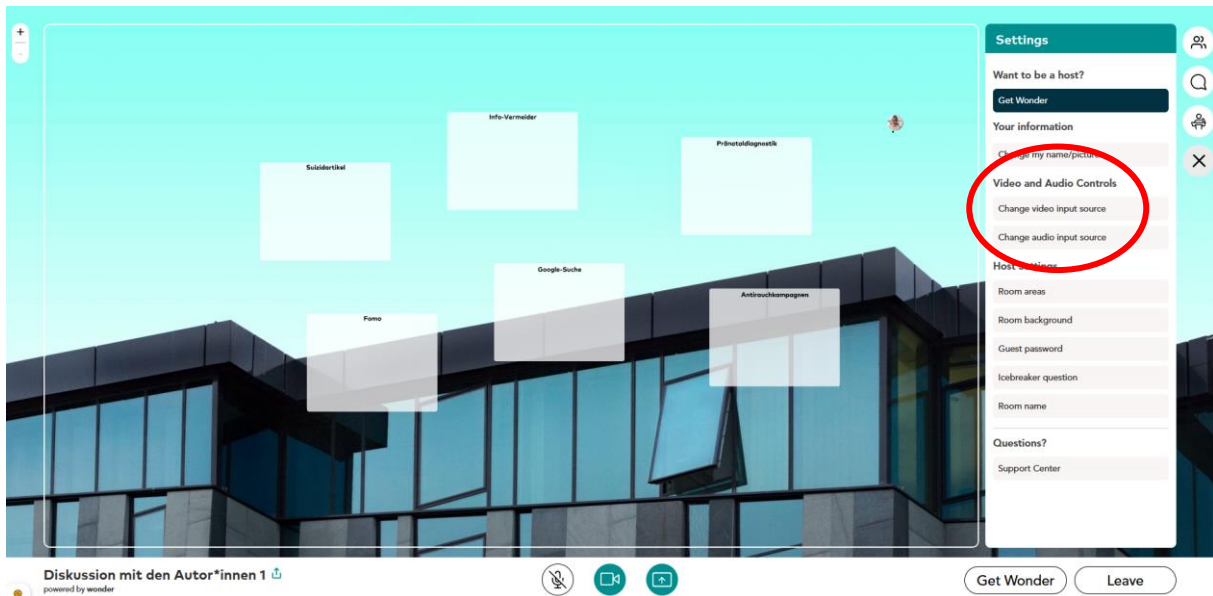 +
-
Info-Vermeider
Pränataldiagnostik
Suizidartikel
Google-Suche
Antirauchkampagnen
Fomo
Settings
Want to be a host?
Get Wonder
Your information
Change my name/picture
Video and Audio Controls
Change video input source
Change audio input source
Host Settings
Room areas
Room background
Guest password
Icebreaker question
Room name
Questions?
Support Center
Diskussion mit den Autor*innen 1
powered by wonder
Get Wonder
Leave